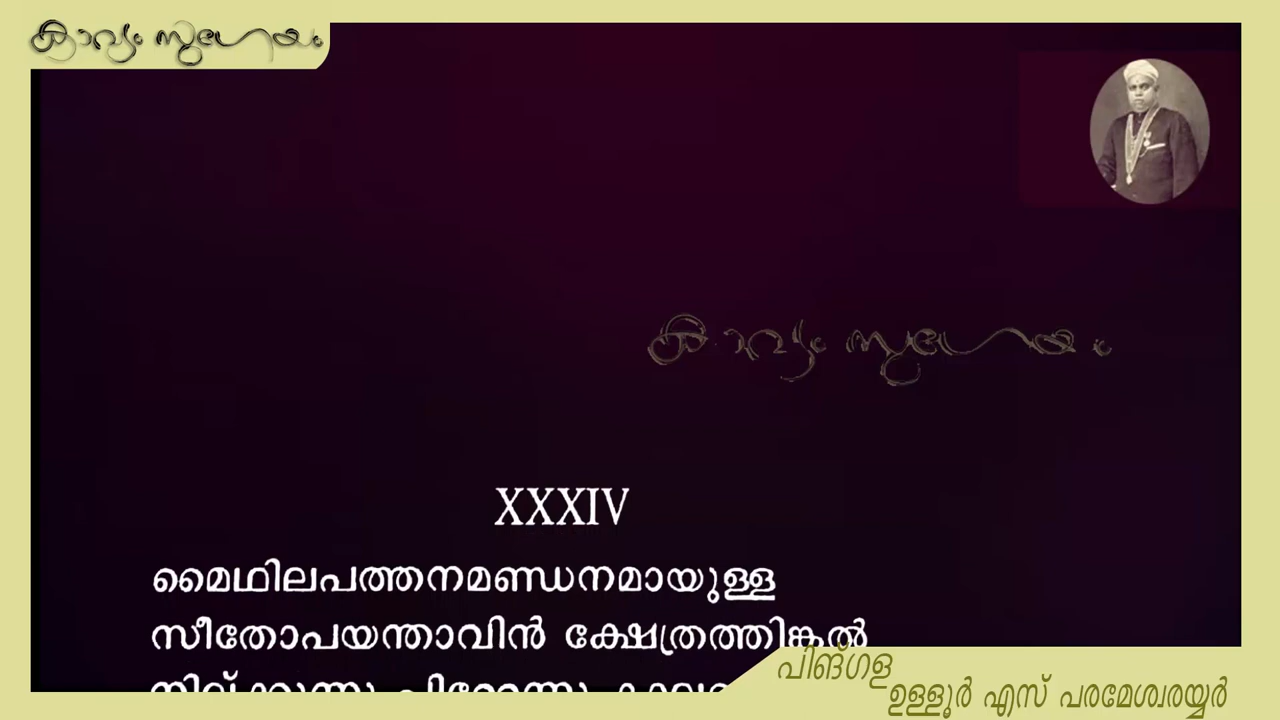 കാവ്യം സുഗേയം
കാവ്യം സുഗേയം
XXXIV
മൈഥിലപത്തനമണ്ഡനമായുള്ള
സീതോപയന്താവിൻ ക്ഷേത്രത്തിങ്കൽ
നില്ക്കുന്നു പിറ്റേന്നു
പിങ്ഗള
ഉള്ളൂർ എസ് പരമേശ്വരയ്യർ